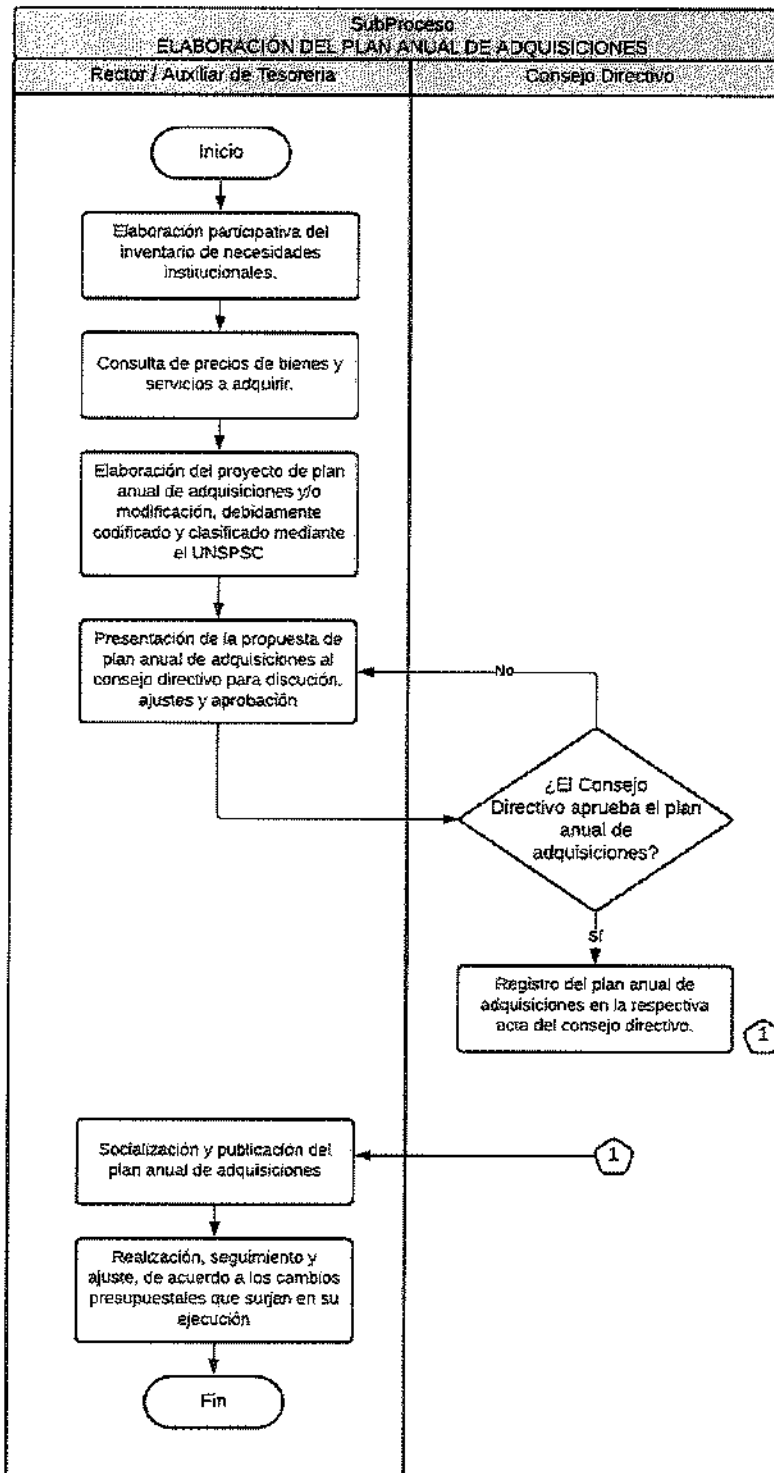 SubProceso
ELABORACIÓN DEL PLAN ANUAL DE ADQUISICIONES
Rector / Auxiliar de Tesorería
Consejo Directivo
Inicio
Elaboración participativa del
inventario de necesidades
institucionales.
Consulta de precios de bienes y
servicios a adquirir.
Elaboración del proyecto de plan
anual de adquisiciones y/o
modificación, debidamente
codificado y clasificado mediante
el UNSPSC
Presentación de la propuesta de
plan anual de adquisiciones al
consejo directivo para discución,
ajustes y aprobación
No
¿El Consejo
Directivo aprueba el plan
anual de
adquisiciones?
sí
Registro del plan anual de
adquisiciones en la respectiva
acta del consejo directivo.
1
Socialización y publicación del
plan anual de adquisiciones
1
Realización, seguimiento y
ajuste, de acuerdo a los cambios
presupuestales que surjan en su
ejecución
Fin